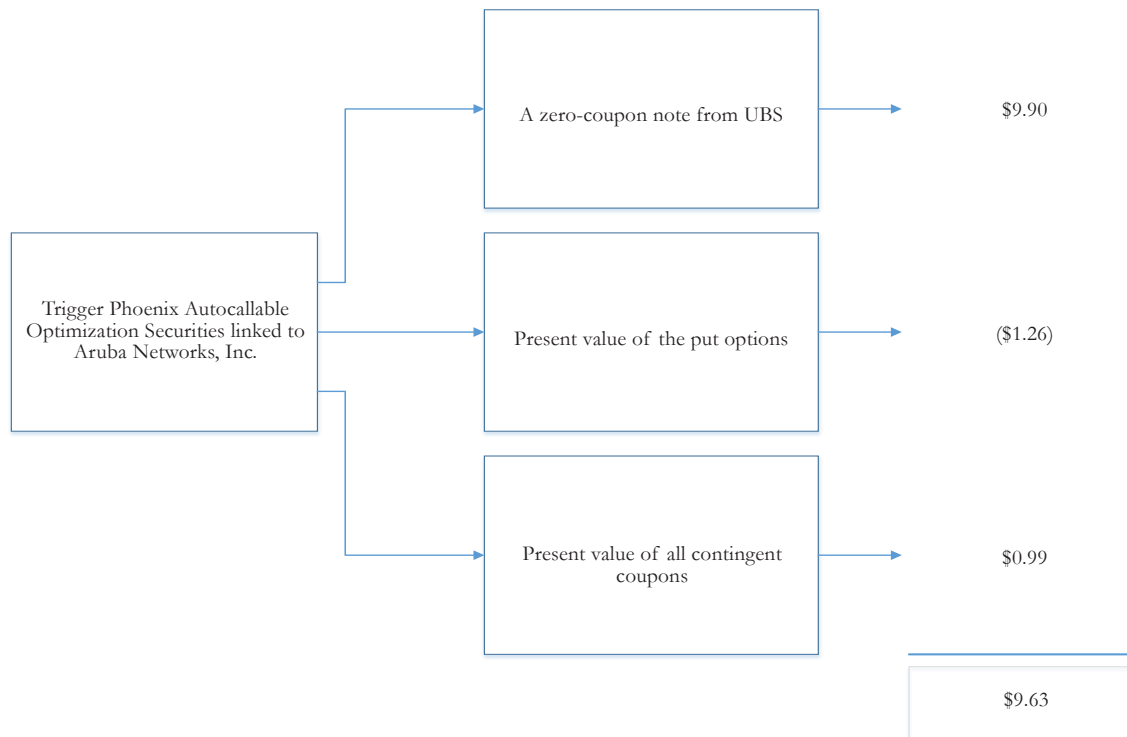 A zero-coupon note from UBS
$9.90
Trigger Phoenix Autocallable
Optimization Securities linked to
Aruba Networks, Inc.
Present value of the put options
($1.26)
Present value of all contingent
coupons
$0.99
$9.63